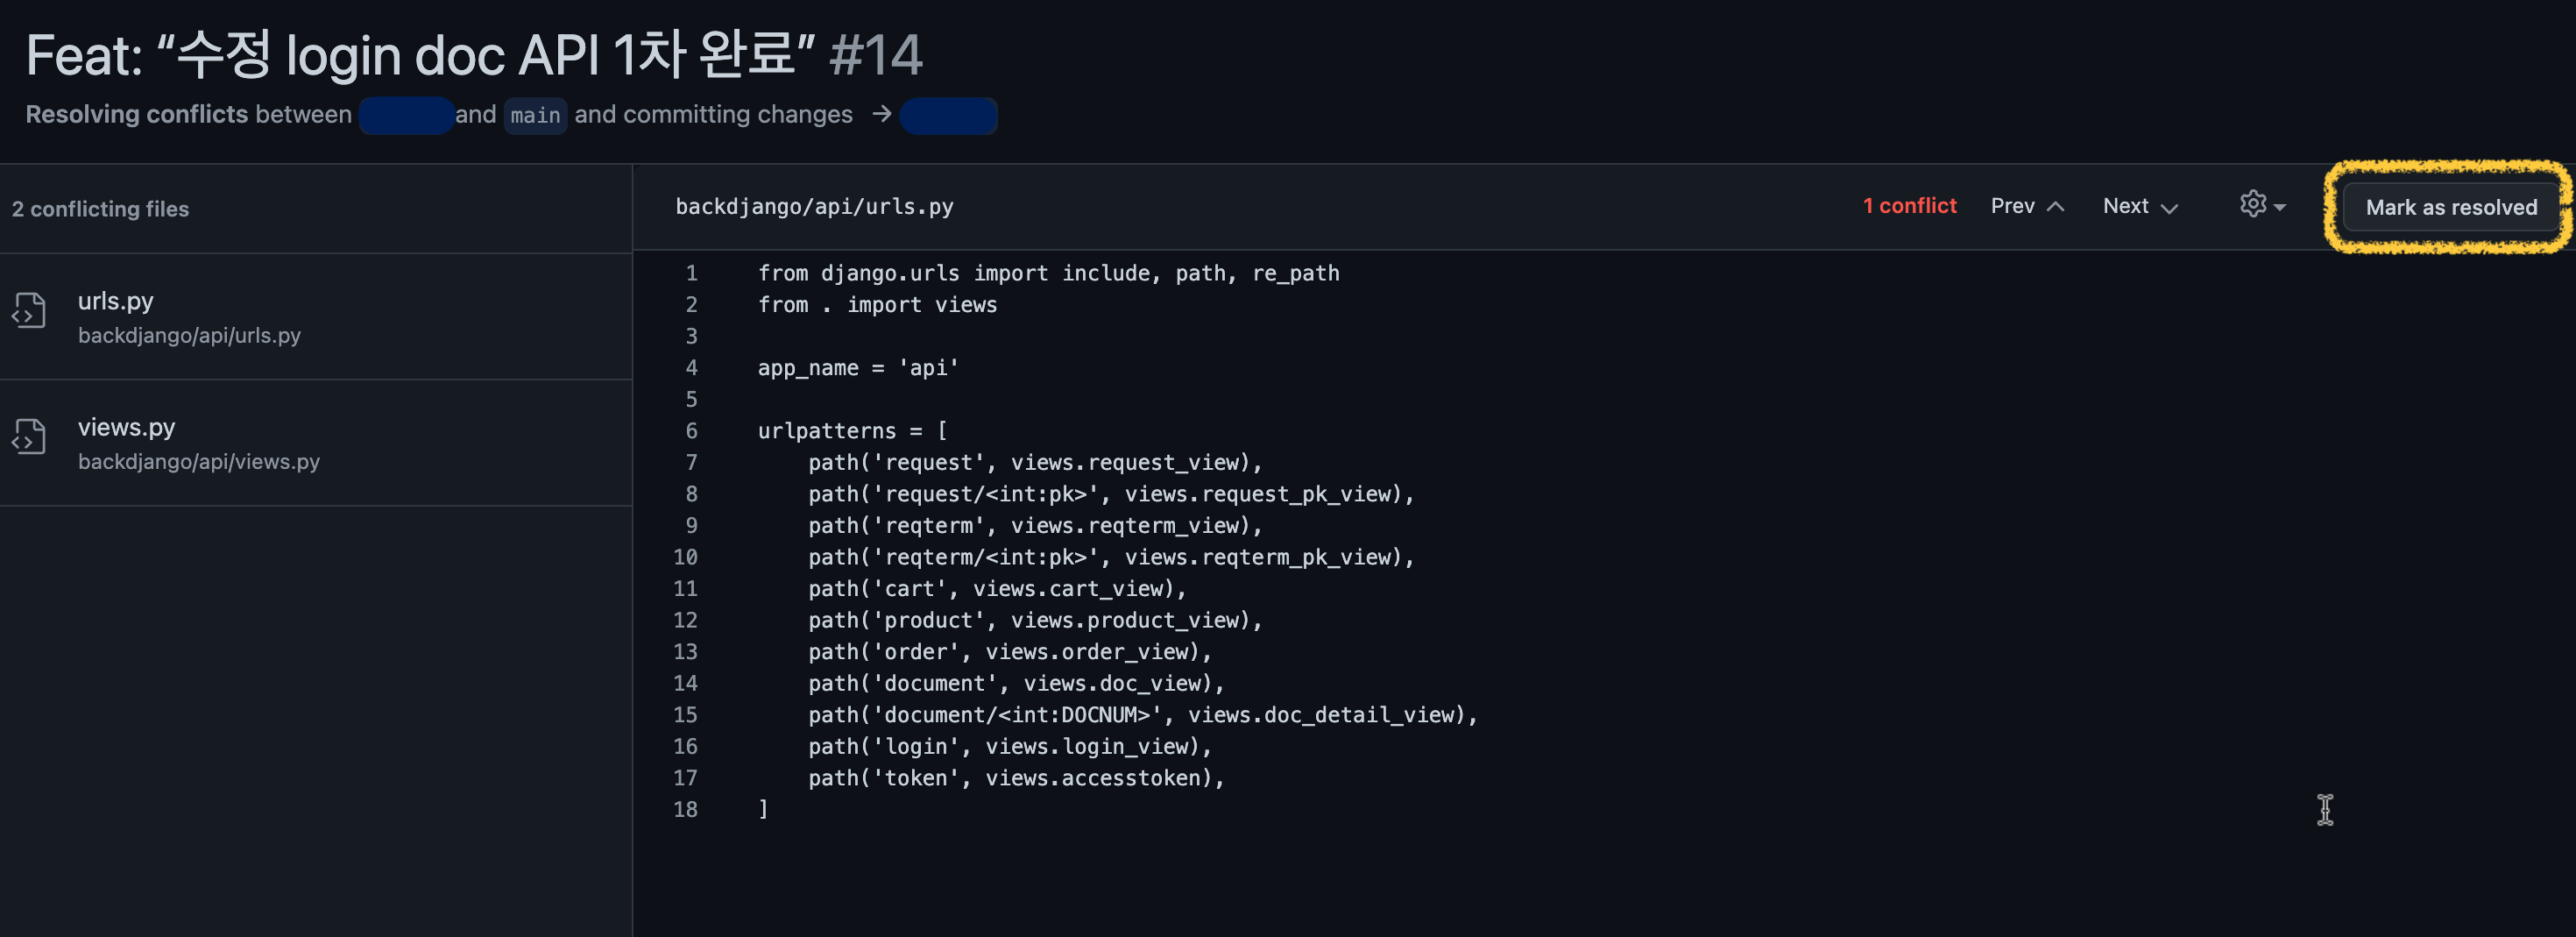 Feat: “수정 login doc API 1차 완료” #14
Resolving conflicts between and main and committing changes →
2 conflicting files
urls.py
backdjango/api/urls.py
views.py
backdjango/api/views.py
backdjango/api/urls.py
1 conflict Prev Next Mark as resolved
1 from django.urls import include, path, re_path
2 from . import views
3
4 app_name = 'api'
5
6 urlpatterns = [
7     path('request', views.request_view),
8     path('request/<int:pk>', views.request_pk_view),
9     path('reqterm', views.reqterm_view),
10     path('reqterm/<int:pk>', views.reqterm_pk_view),
11     path('cart', views.cart_view),
12     path('product', views.product_view),
13     path('order', views.order_view),
14     path('document', views.doc_view),
15     path('document/<int:DOCNUM>', views.doc_detail_view),
16     path('login', views.login_view),
17     path('token', views.accesstoken),
18 ]